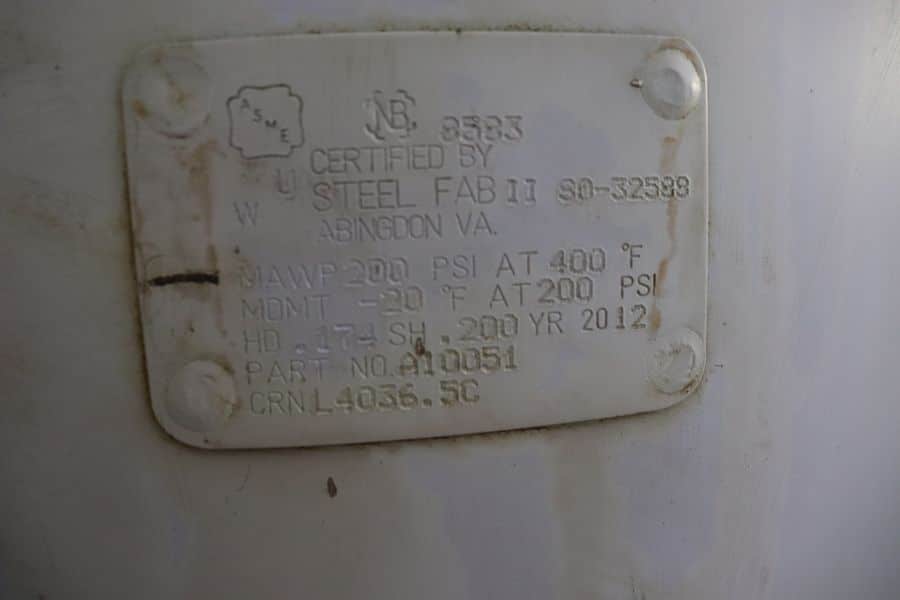 ASME
NB 8583
CERTIFIED BY
U STEEL FAB II 80-32588
W ABINGDON VA.
MAWP 200 PSI AT 400 °F
MDMT -20 °F AT 200 PSI
HD .174 SH .200 YR 2012
PART NO. A10051
CRN L4036.5C